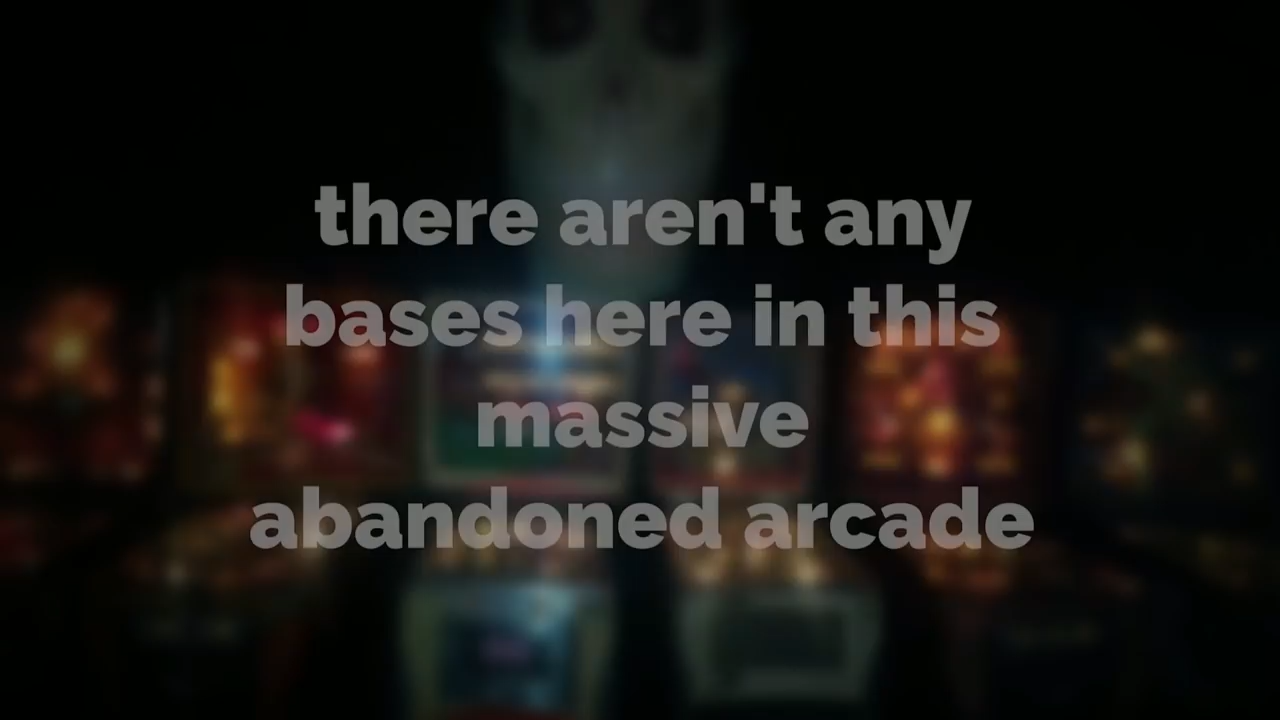 there aren't any
bases here in this
massive
abandoned arcade